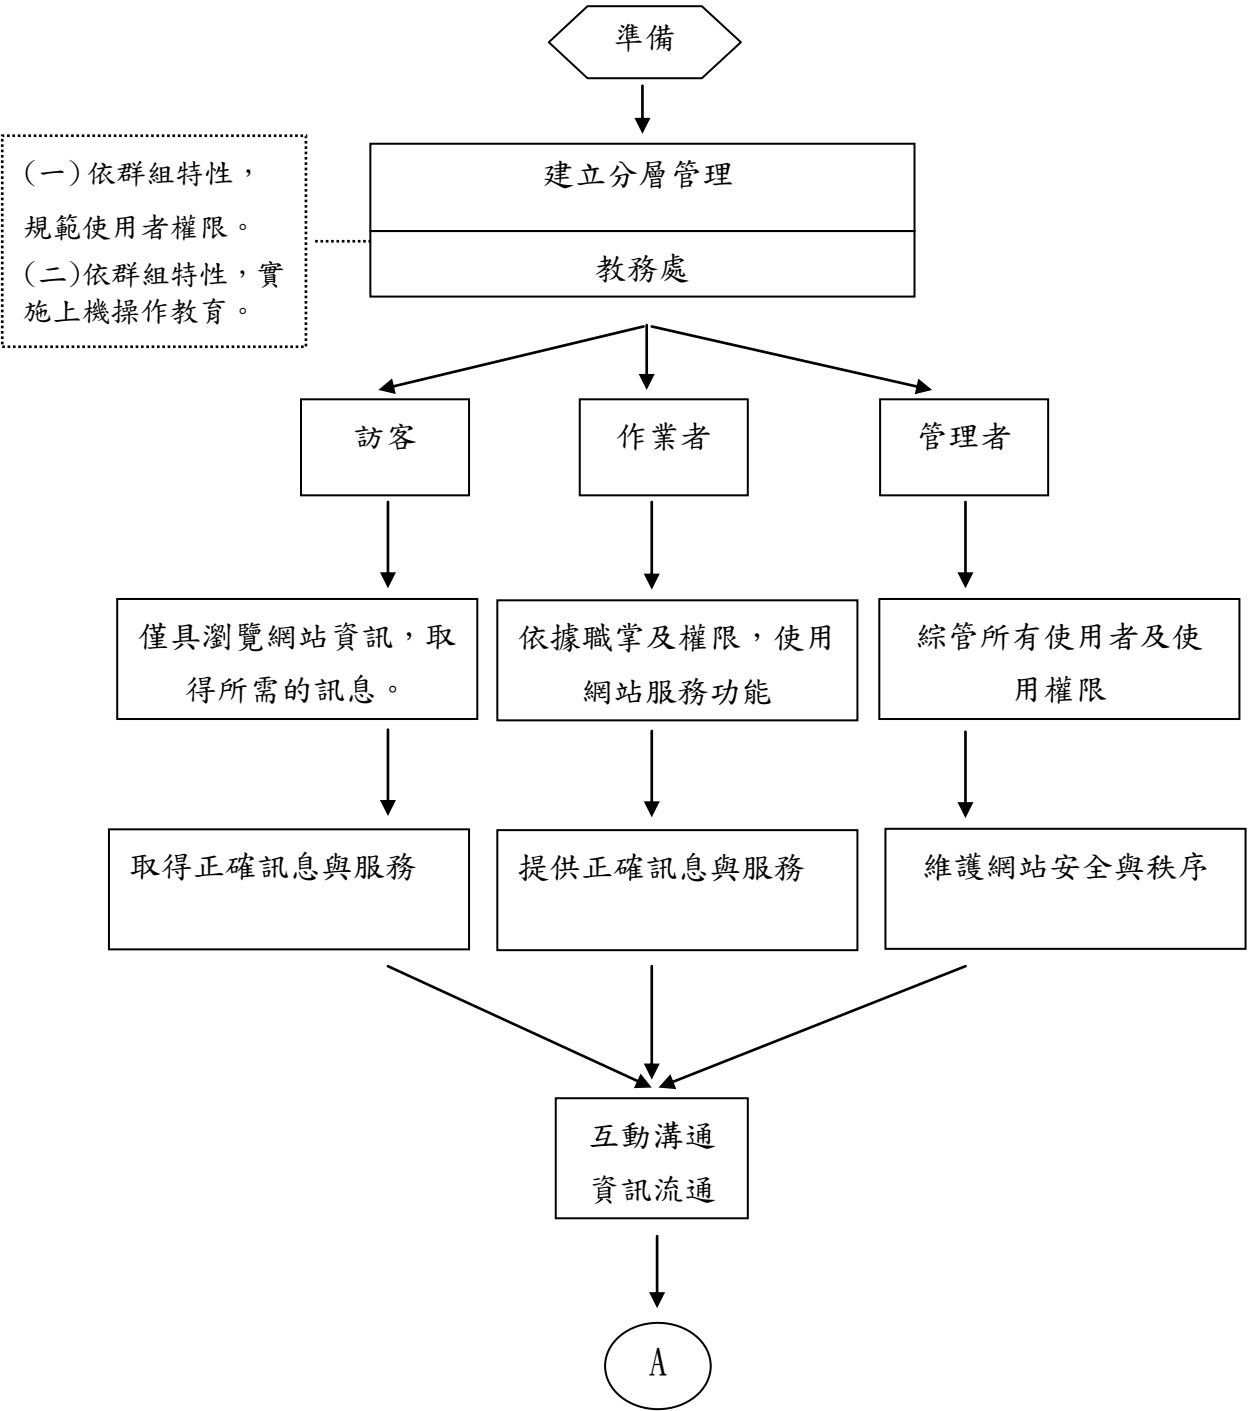 準備
建立分層管理
教務處
(一)依群組特性，
規範使用者權限。
(二)依群組特性，實
施上機操作教育。
訪客
作業者
管理者
僅具瀏覽網站資訊，取
得所需的訊息。
依據職掌及權限，使用
網站服務功能
綜管所有使用者及使
用權限
取得正確訊息與服務
提供正確訊息與服務
維護網站安全與秩序
互動溝通
資訊流通
A